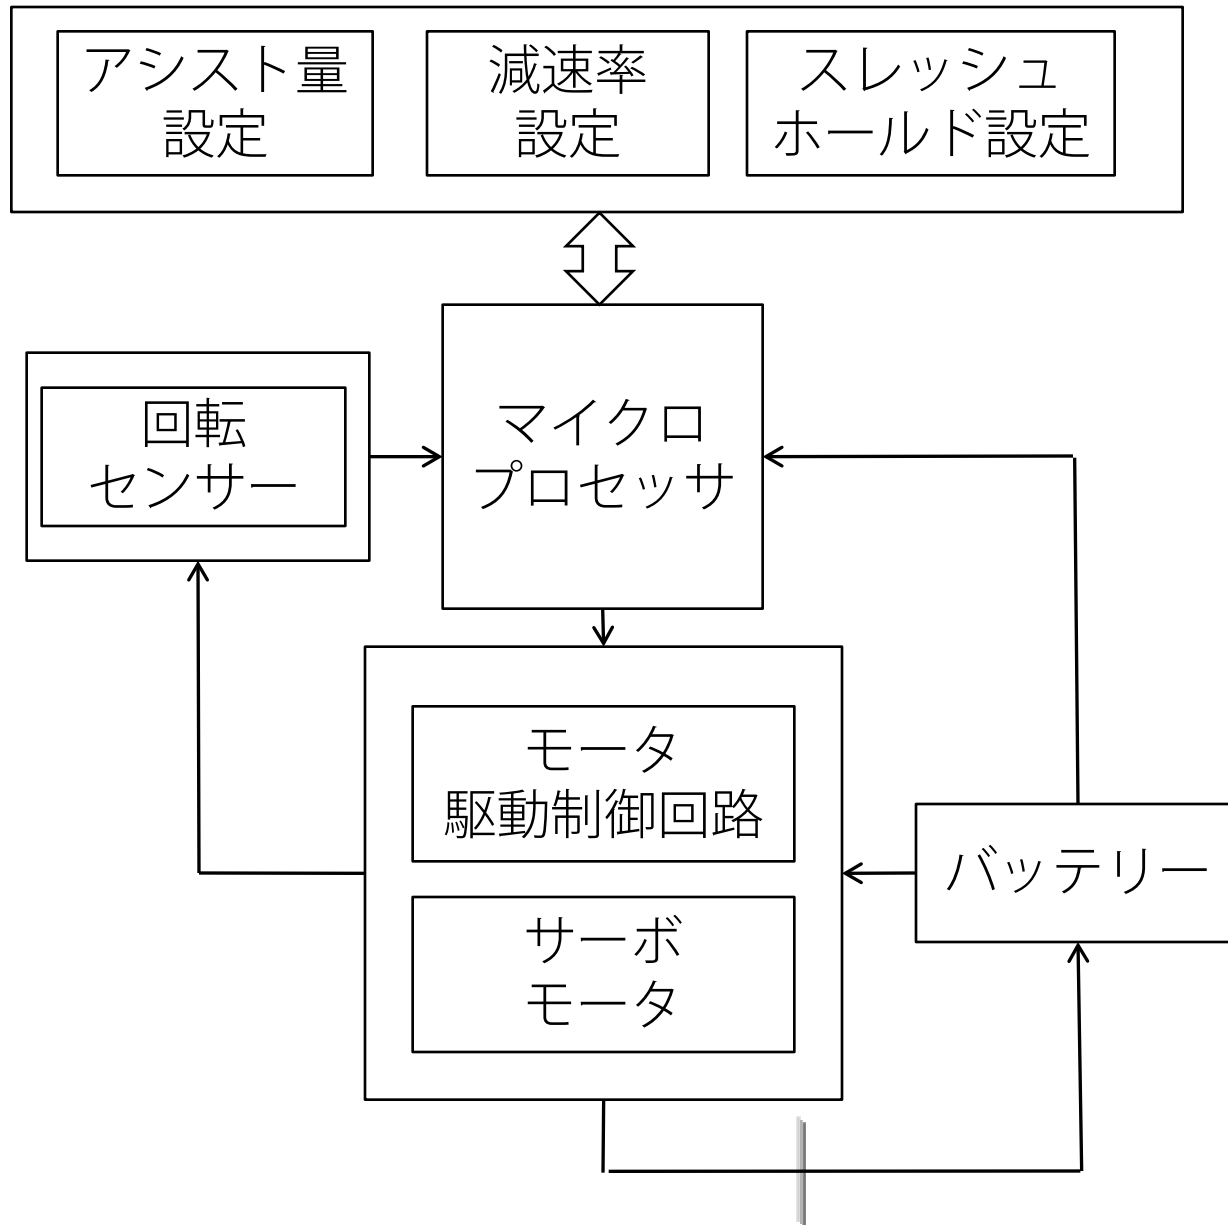 アシスト量
設定
減速率
設定
スレッシュ
ホールド設定
回転
センサー
マイクロ
プロセッサ
モータ
駆動制御回路
サーボ
モータ
バッテリー